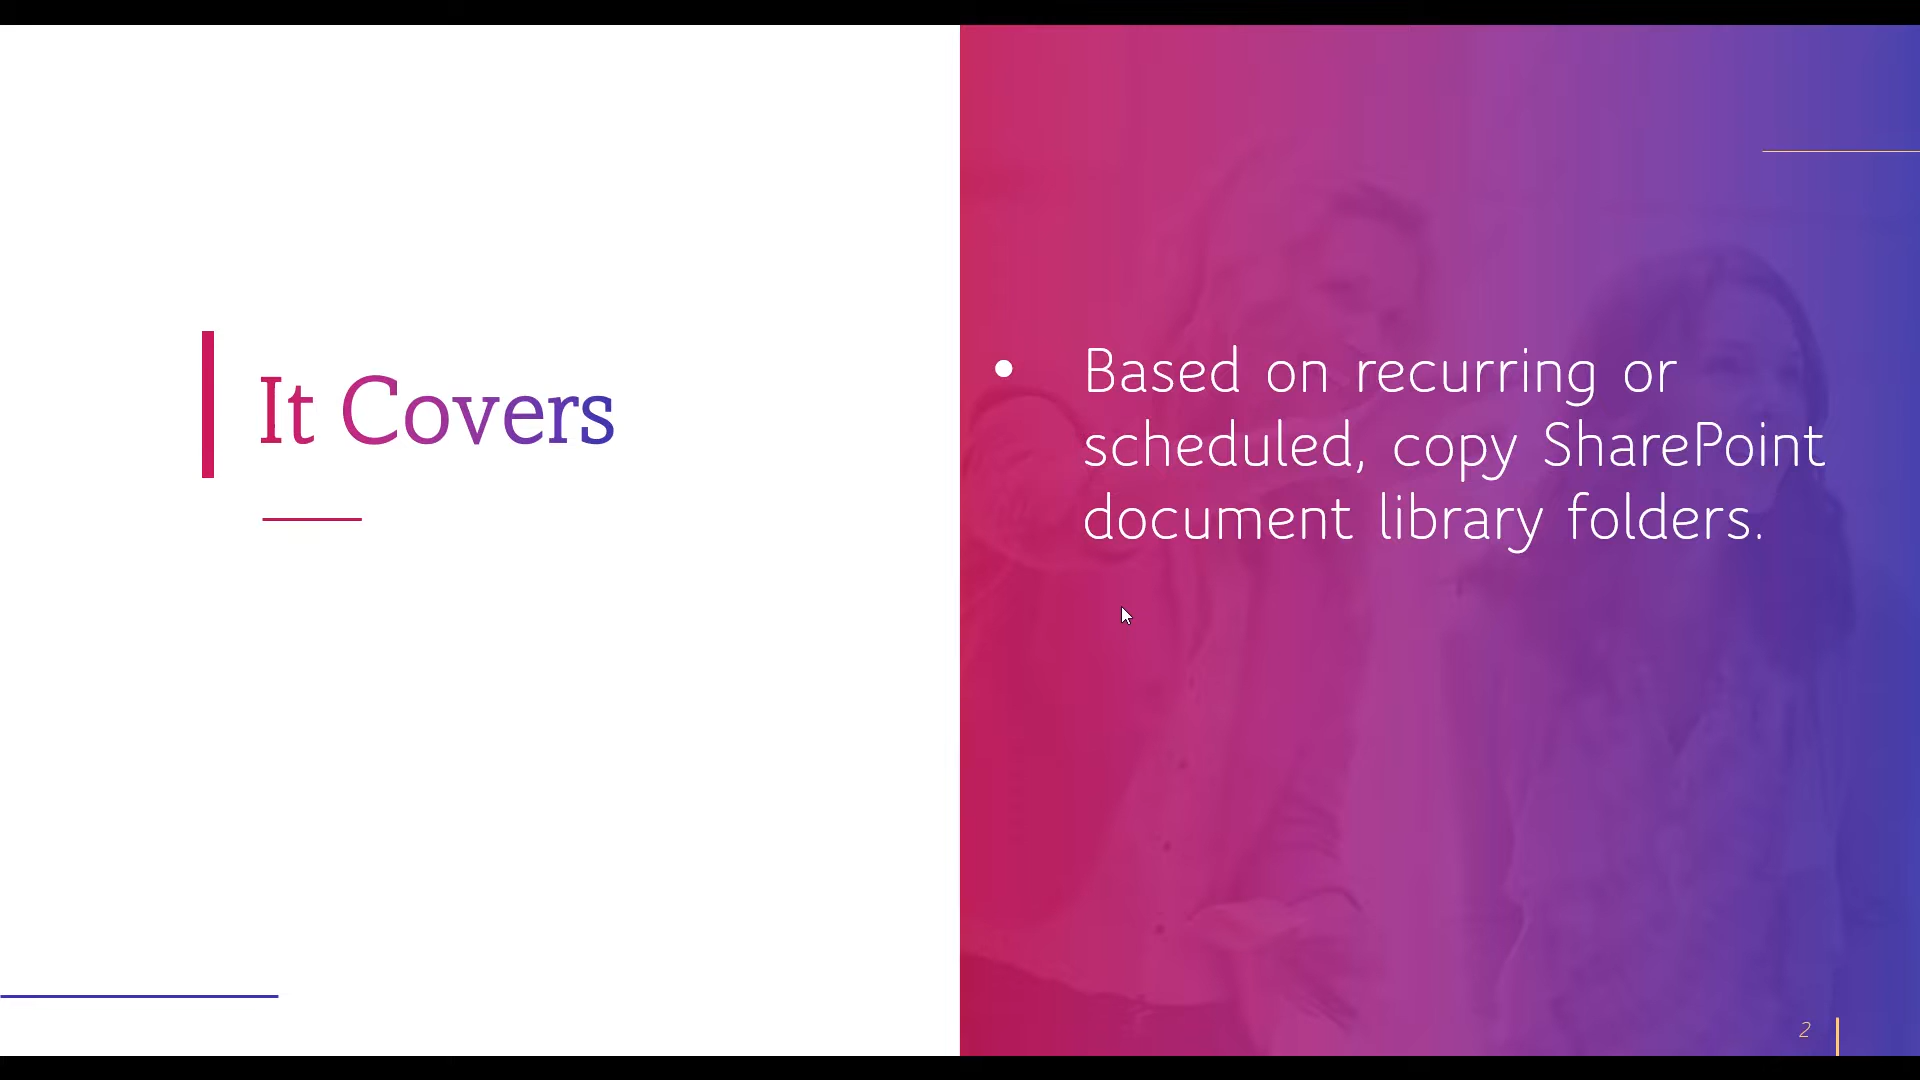 It Covers
• Based on recurring or
scheduled, copy SharePoint
document library folders.
2